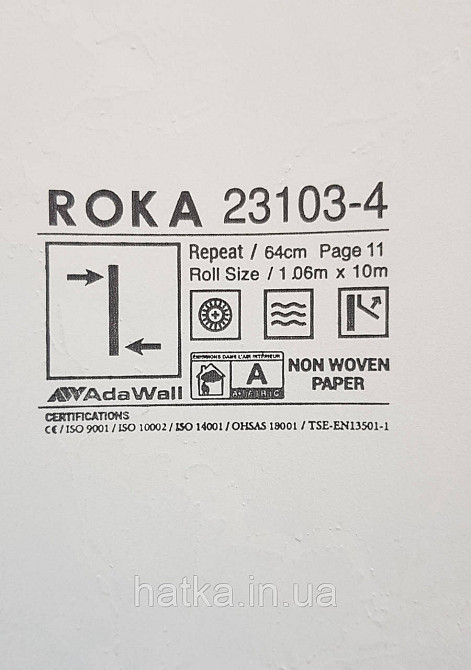 ROKA 23103-4
Repeat / 64cm Page 11
Roll Size / 1.06m x 10m
ÉMISSIONS DANS L'AIR INTÉRIEUR
A
A+ A B C
NON WOVEN
PAPER
AdaWall
CERTIFICATIONS
CE / ISO 9001 / ISO 10002 / ISO 14001 / OHSAS 18001 / TSE-EN13501-1
hatka.in.ua